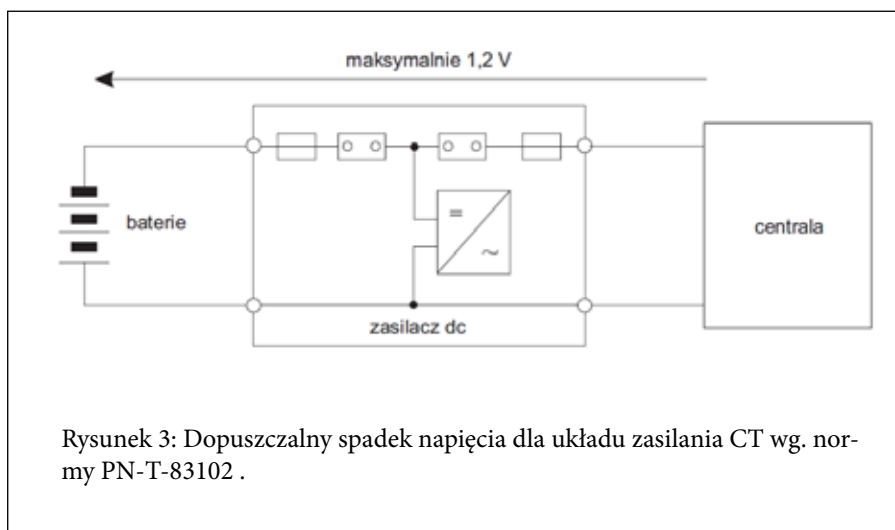 maksymalnie 1,2 V
baterie
=
~
centrala
zasilacz dc
Rysunek 3: Dopuszczalny spadek napięcia dla układu zasilania CT wg. nor-
my PN-T-83102 .